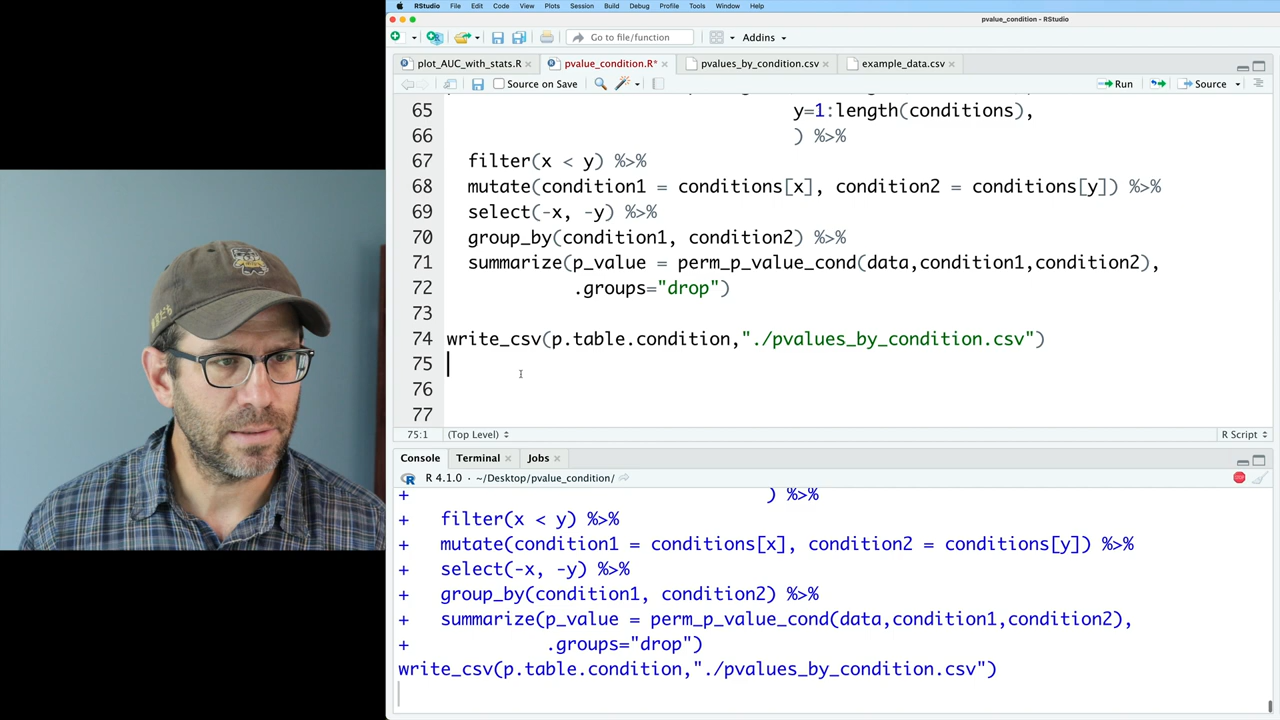 RStudio File Edit Code View Plots Session Build Debug Profile Tools Window Help
pvalue_condition - RStudio
Go to file/function Addins
plot_AUC_with_stats.R pvalue_condition.R* pvalues_by_condition.csv example_data.csv
Source on Save Run Source
65 y=1:length(conditions),
66 ) %>%
67 filter(x < y) %>%
68 mutate(condition1 = conditions[x], condition2 = conditions[y]) %>%
69 select(-x, -y) %>%
70 group_by(condition1, condition2) %>%
71 summarize(p_value = perm_p_value_cond(data,condition1,condition2),
72 .groups="drop")
73
74 write_csv(p.table.condition,"./pvalues_by_condition.csv")
75
76
77
75:1 (Top Level) R Script
Console Terminal Jobs
R 4.1.0 · ~/Desktop/pvalue_condition/
+ ) %>%
+ filter(x < y) %>%
+ mutate(condition1 = conditions[x], condition2 = conditions[y]) %>%
+ select(-x, -y) %>%
+ group_by(condition1, condition2) %>%
+ summarize(p_value = perm_p_value_cond(data,condition1,condition2),
+ .groups="drop")
write_csv(p.table.condition,"./pvalues_by_condition.csv")